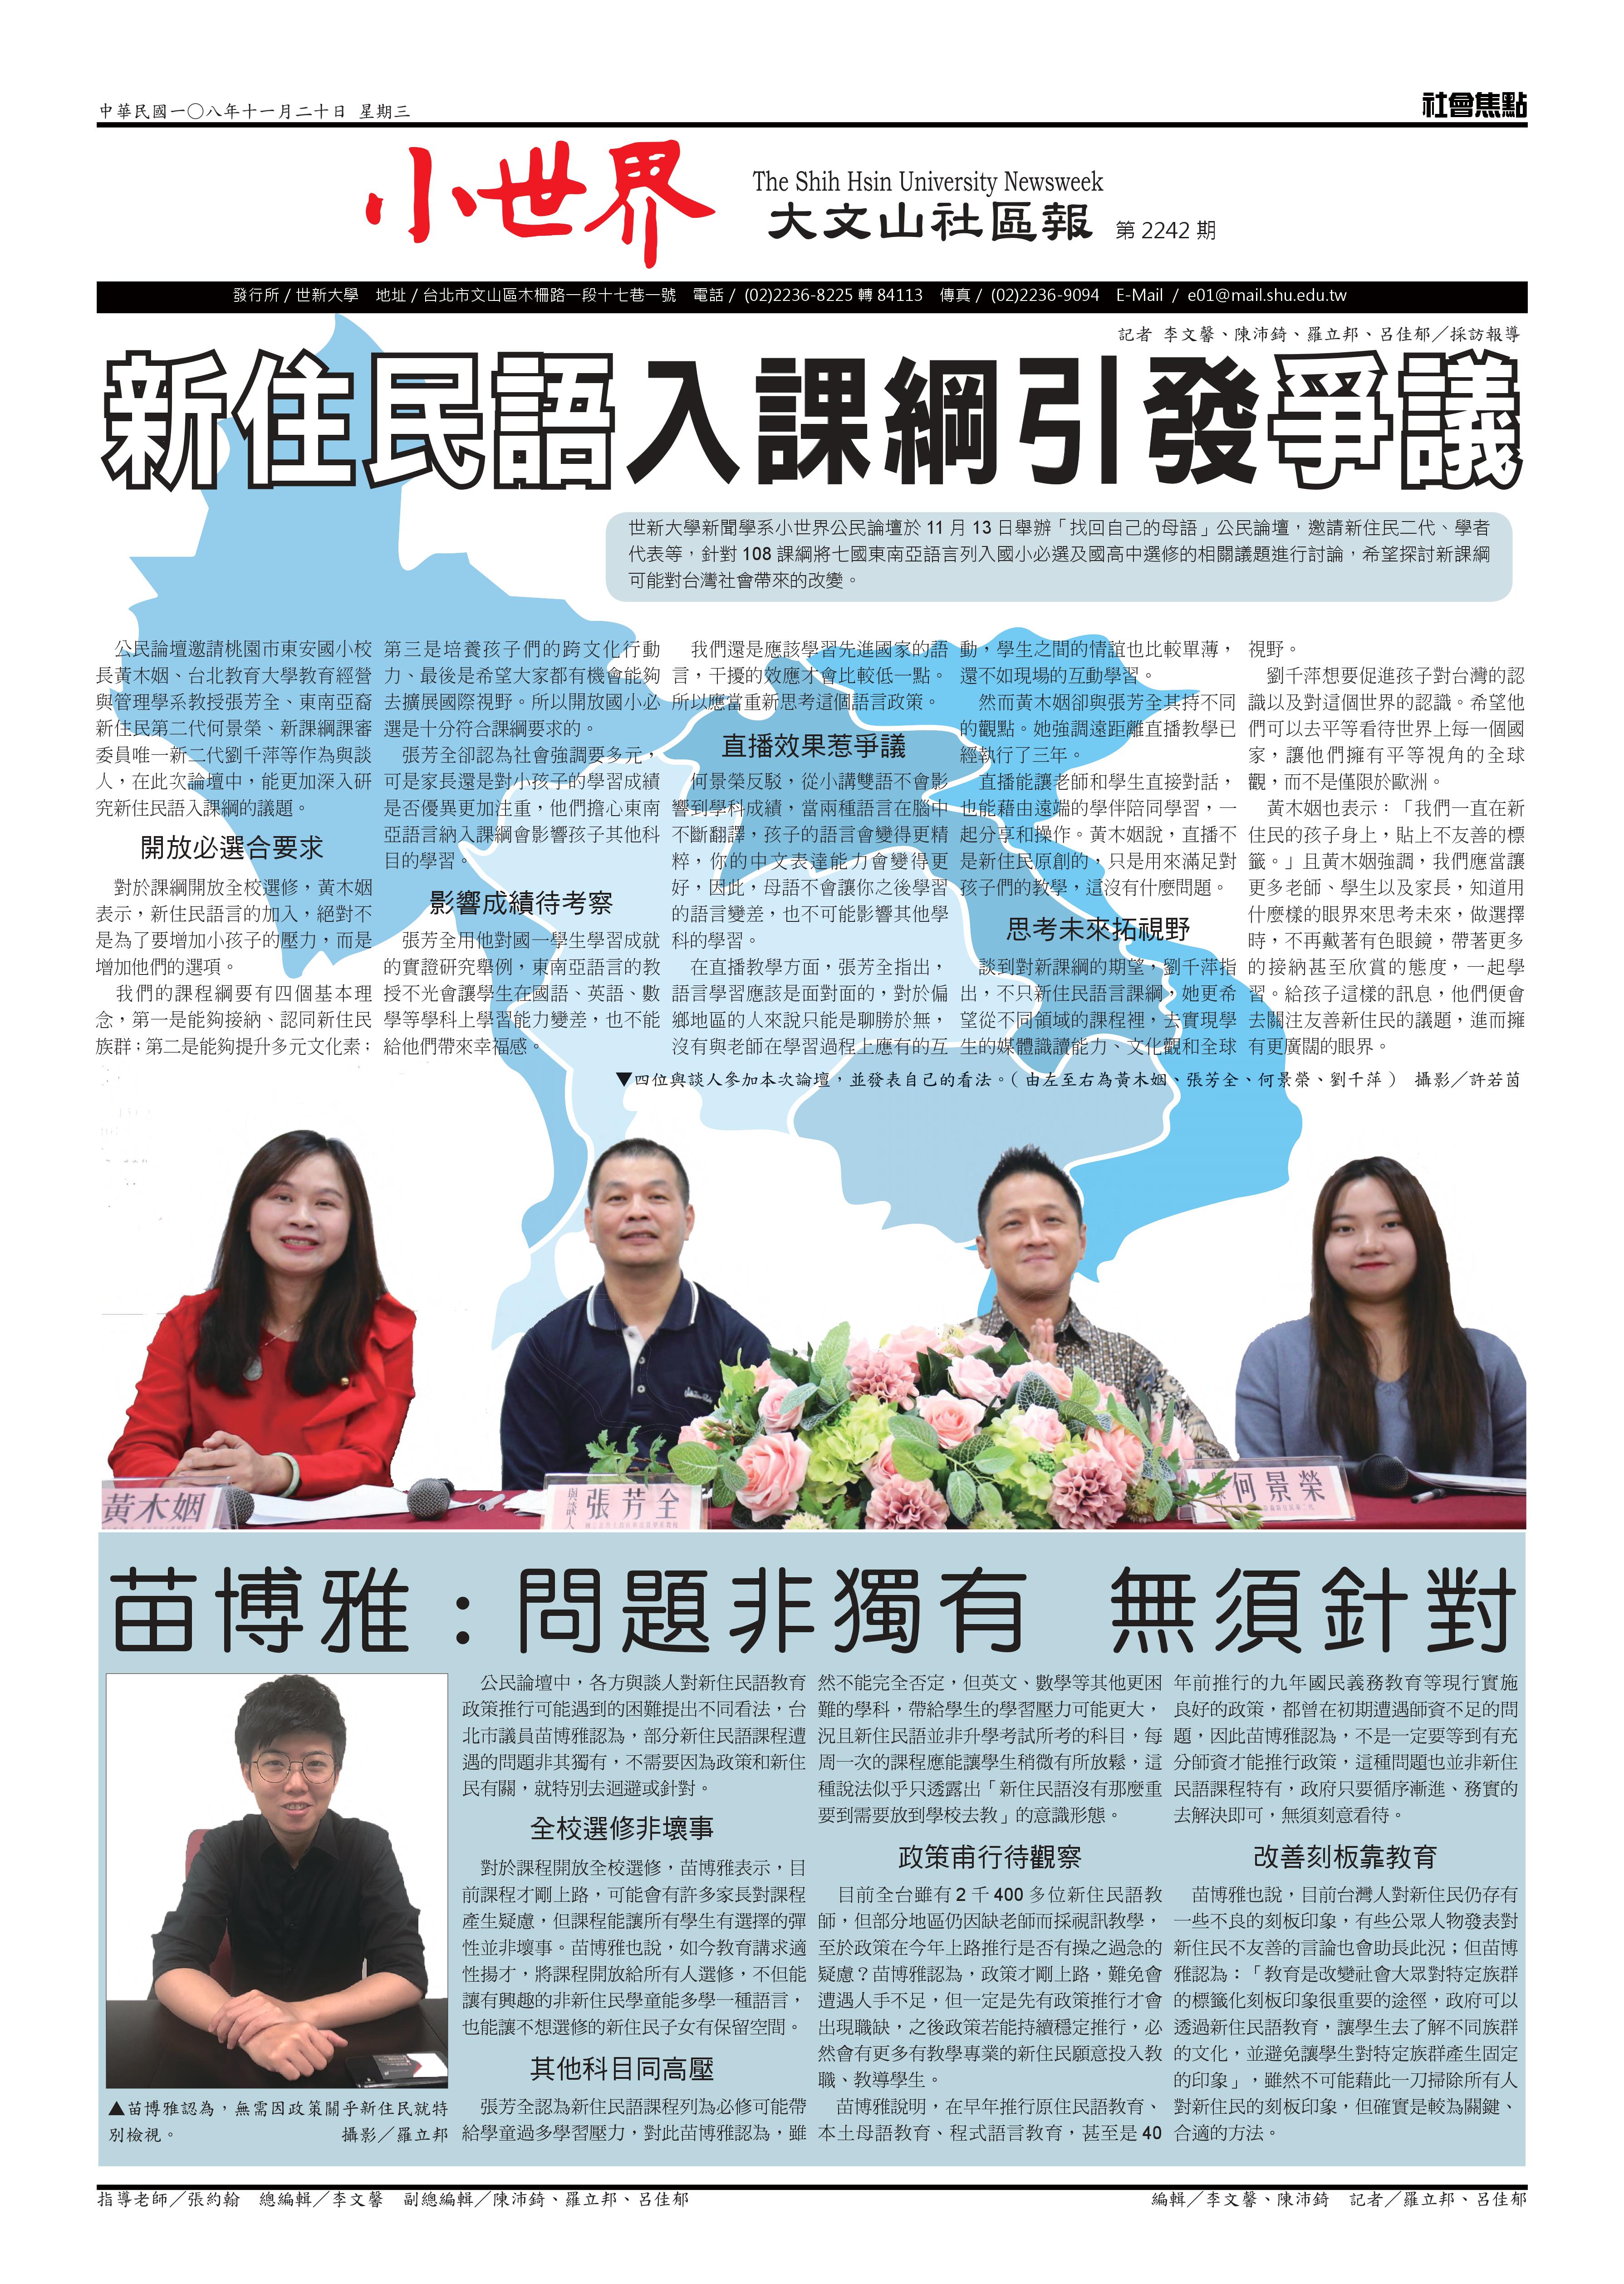 中華民國一〇八年十一月二十日 星期三
社會焦點
小世界
The Shih Hsin University Newsweek
大文山社區報 第 2242 期
發行所 / 世新大學 地址 / 台北市文山區木柵路一段十七巷一號 電話 / (02)2236-8225 轉 84113 傳真 / (02)2236-9094 E-Mail / e01@mail.shu.edu.tw
記者 李文馨、陳沛錡、羅立邦、呂佳郁／採訪報導
新住民語入課綱引發爭議
世新大學新聞學系小世界公民論壇於 11 月 13 日舉辦「找回自己的母語」公民論壇，邀請新住民二代、學者
代表等，針對 108 課綱將七國東南亞語言列入國小必選及國高中選修的相關議題進行討論，希望探討新課綱
可能對台灣社會帶來的改變。
公民論壇邀請桃園市東安國小校
長黃木姻、台北教育大學教育經營
與管理學系教授張芳全、東南亞裔
新住民第二代何景榮、新課綱課審
委員唯一新二代劉千萍等作為與談
人，在此次論壇中，能更加深入研
究新住民語入課綱的議題。
開放必選合要求
對於課綱開放全校選修，黃木姻
表示，新住民語言的加入，絕對不
是為了要增加小孩子的壓力，而是
增加他們的選項。
我們的課程綱要有四個基本理
念，第一是能夠接納、認同新住民
族群；第二是能夠提升多元文化素；
第三是培養孩子們的跨文化行動
力、最後是希望大家都有機會能夠
去擴展國際視野。所以開放國小必
選是十分符合課綱要求的。
張芳全卻認為社會強調要多元，
可是家長還是對小孩子的學習成績
是否優異更加注重，他們擔心東南
亞語言納入課綱會影響孩子其他科
目的學習。
影響成績待考察
張芳全用他對國一學生學習成就
的實證研究舉例，東南亞語言的教
授不光會讓學生在國語、英語、數
學等學科上學習能力變差，也不能
給他們帶來幸福感。
我們還是應該學習先進國家的語
言，干擾的效應才會比較低一點。
所以應當重新思考這個語言政策。
直播效果惹爭議
何景榮反駁，從小講雙語不會影
響到學科成績，當兩種語言在腦中
不斷翻譯，孩子的語言會變得更精
粹，你的中文表達能力會變得更
好，因此，母語不會讓你之後學習
的語言變差，也不可能影響其他學
科的學習。
在直播教學方面，張芳全指出，
語言學習應該是面對面的，對於偏
鄉地區的人來說只能是聊勝於無，
沒有與老師在學習過程上應有的互
動，學生之間的情誼也比較單薄，
還不如現場的互動學習。
然而黃木姻卻與張芳全其持不同
的觀點。她強調遠距離直播教學已
經執行了三年。
直播能讓老師和學生直接對話，
也能藉由遠端的學伴陪同學習，一
起分享和操作。黃木姻說，直播不
是新住民原創的，只是用來滿足對
孩子們的教學，這沒有什麼問題。
思考未來拓視野
談到對新課綱的期望，劉千萍指
出，不只新住民語言課綱，她更希
望從不同領域的課程裡，去實現學
生的媒體識讀能力、文化觀和全球
視野。
劉千萍想要促進孩子對台灣的認
識以及對這個世界的認識。希望他
們可以去平等看待世界上每一個國
家，讓他們擁有平等視角的全球
觀，而不是僅限於歐洲。
黃木姻也表示：「我們一直在新
住民的孩子身上，貼上不友善的標
籤。」且黃木姻強調，我們應當讓
更多老師、學生以及家長，知道用
什麼樣的眼界來思考未來，做選擇
時，不再戴著有色眼鏡，帶著更多
的接納甚至欣賞的態度，一起學
習。給孩子這樣的訊息，他們便會
去關注友善新住民的議題，進而擁
有更廣闊的眼界。
▼四位與談人參加本次論壇，並發表自己的看法。（由左至右為黃木姻、張芳全、何景榮、劉千萍） 攝影／許若茵
黃木姻
與談人 張芳全
何景榮
苗博雅：問題非獨有 無須針對
▲苗博雅認為，無需因政策關乎新住民就特
別檢視。 攝影／羅立邦
公民論壇中，各方與談人對新住民語教育
政策推行可能遇到的困難提出不同看法，台
北市議員苗博雅認為，部分新住民語課程遭
遇的問題非其獨有，不需要因為政策和新住
民有關，就特別去迴避或針對。
全校選修非壞事
對於課程開放全校選修，苗博雅表示，目
前課程才剛上路，可能會有許多家長對課程
產生疑慮，但課程能讓所有學生有選擇的彈
性並非壞事。苗博雅也說，如今教育講求適
性揚才，將課程開放給所有人選修，不但能
讓有興趣的非新住民學童能多學一種語言，
也能讓不想選修的新住民子女有保留空間。
其他科目同高壓
張芳全認為新住民語課程列為必修可能帶
給學童過多學習壓力，對此苗博雅認為，雖
然不能完全否定，但英文、數學等其他更困
難的學科，帶給學生的學習壓力可能更大，
況且新住民語並非升學考試所考的科目，每
周一次的課程應能讓學生稍微有所放鬆，這
種說法似乎只透露出「新住民語沒有那麼重
要到需要放到學校去教」的意識形態。
政策甫行待觀察
目前全台雖有 2 千 400 多位新住民語教
師，但部分地區仍因缺老師而採視訊教學，
至於政策在今年上路推行是否有操之過急的
疑慮？苗博雅認為，政策才剛上路，難免會
遭遇人手不足，但一定是先有政策推行才會
出現職缺，之後政策若能持續穩定推行，必
然會有更多有教學專業的新住民願意投入教
職、教導學生。
苗博雅說明，在早年推行原住民語教育、
本土母語教育、程式語言教育，甚至是 40
年前推行的九年國民義務教育等現行實施
良好的政策，都曾在初期遭遇師資不足的問
題，因此苗博雅認為，不是一定要等到有充
分師資才能推行政策，這種問題也並非新住
民語課程特有，政府只要循序漸進、務實的
去解決即可，無須刻意看待。
改善刻板靠教育
苗博雅也說，目前台灣人對新住民仍存有
一些不良的刻板印象，有些公眾人物發表對
新住民不友善的言論也會助長此況；但苗博
雅認為：「教育是改變社會大眾對特定族群
的標籤化刻板印象很重要的途徑，政府可以
透過新住民語教育，讓學生去了解不同族群
的文化，並避免讓學生對特定族群產生固定
的印象」，雖然不可能藉此一刀掃除所有人
對新住民的刻板印象，但確實是較為關鍵、
合適的方法。
指導老師／張約翰 總編輯／李文馨 副總編輯／陳沛錡、羅立邦、呂佳郁
編輯／李文馨、陳沛錡 記者／羅立邦、呂佳郁